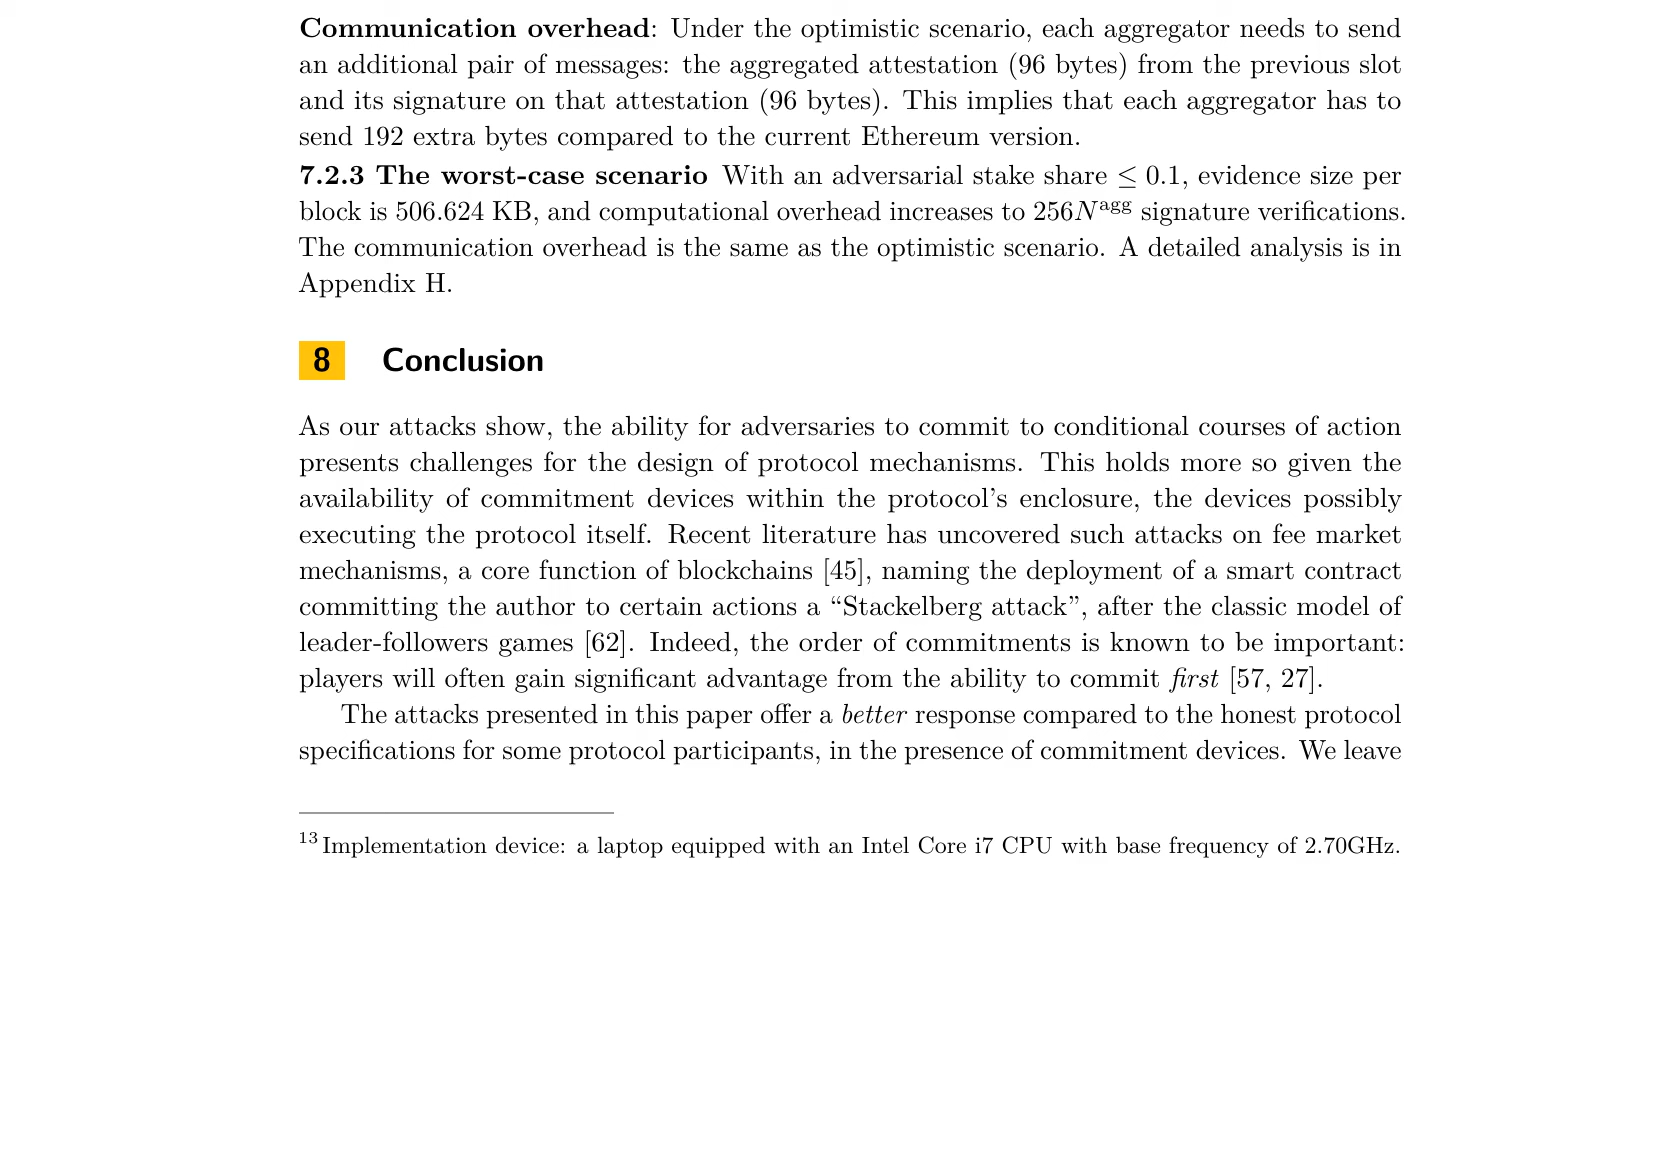 Communication overhead: Under the optimistic scenario, each aggregator needs to send
an additional pair of messages: the aggregated attestation (96 bytes) from the previous slot
and its signature on that attestation (96 bytes). This implies that each aggregator has to
send 192 extra bytes compared to the current Ethereum version.
7.2.3 The worst-case scenario With an adversarial stake share ≤ 0.1, evidence size per
block is 506.624 KB, and computational overhead increases to 256N^agg signature verifications.
The communication overhead is the same as the optimistic scenario. A detailed analysis is in
Appendix H.
8 Conclusion
As our attacks show, the ability for adversaries to commit to conditional courses of action
presents challenges for the design of protocol mechanisms. This holds more so given the
availability of commitment devices within the protocol's enclosure, the devices possibly
executing the protocol itself. Recent literature has uncovered such attacks on fee market
mechanisms, a core function of blockchains [45], naming the deployment of a smart contract
committing the author to certain actions a “Stackelberg attack”, after the classic model of
leader-followers games [62]. Indeed, the order of commitments is known to be important:
players will often gain significant advantage from the ability to commit first [57, 27].
The attacks presented in this paper offer a better response compared to the honest protocol
specifications for some protocol participants, in the presence of commitment devices. We leave
13 Implementation device: a laptop equipped with an Intel Core i7 CPU with base frequency of 2.70GHz.